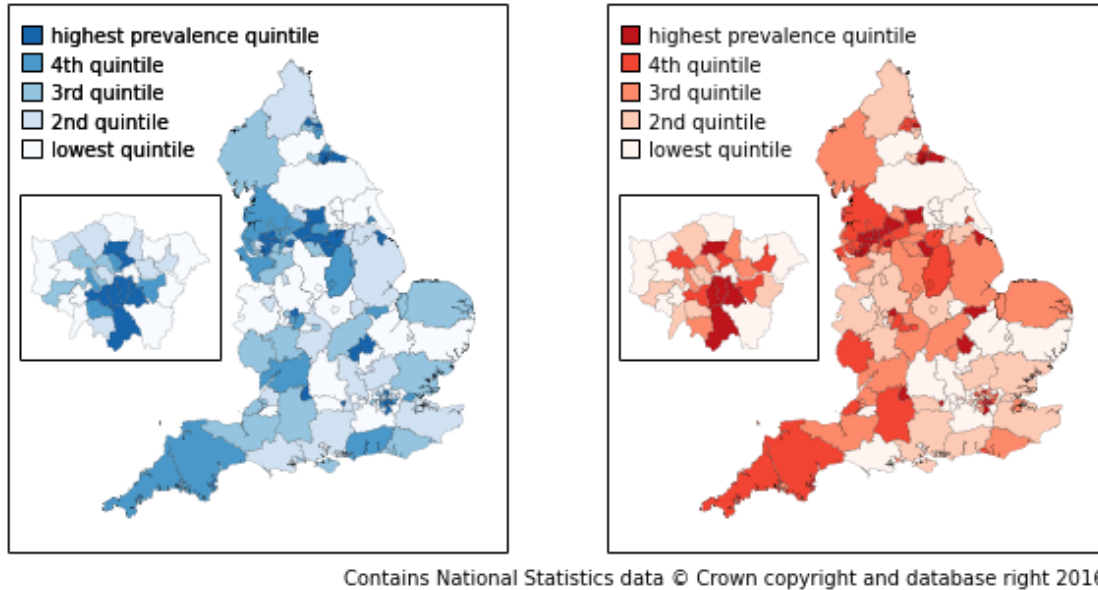 highest prevalence quintile
4th quintile
3rd quintile
2nd quintile
lowest quintile
highest prevalence quintile
4th quintile
3rd quintile
2nd quintile
lowest quintile
Contains National Statistics data © Crown copyright and database right 2016